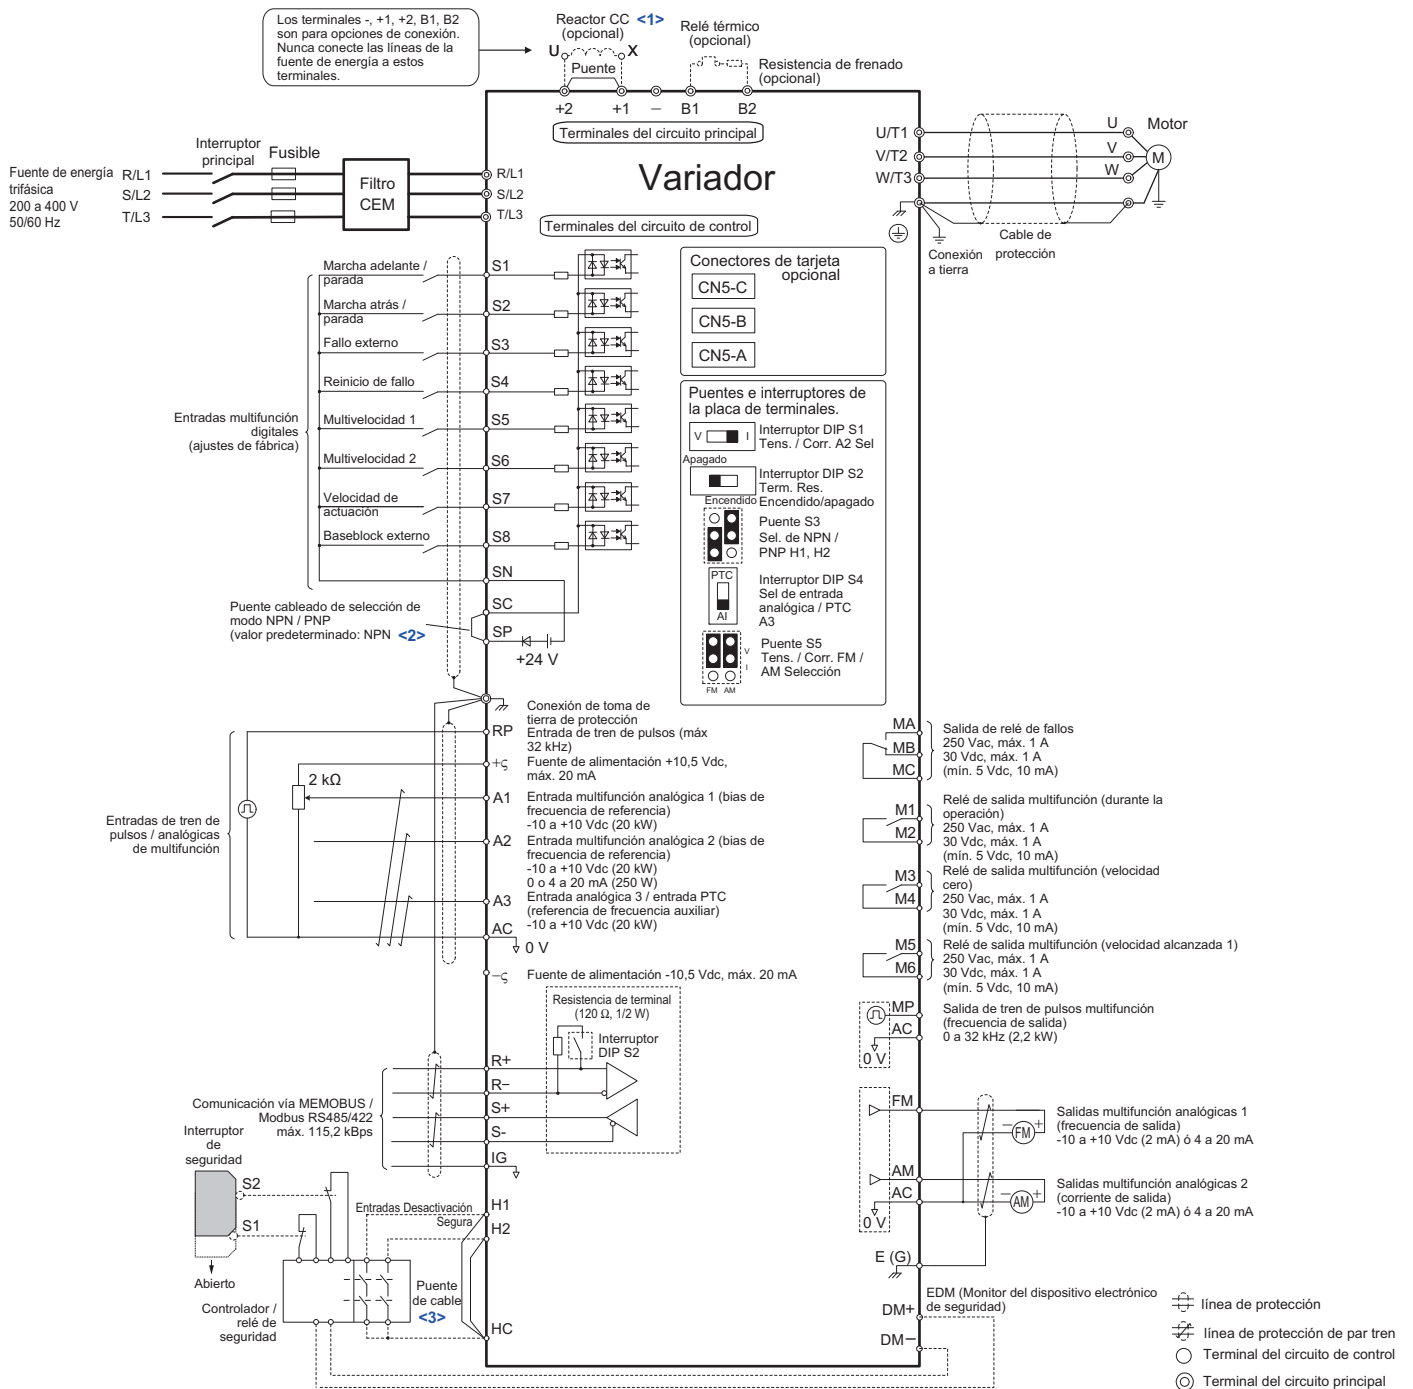 Los terminales -, +1, +2, B1, B2
son para opciones de conexión.
Nunca conecte las líneas de la
fuente de energía a estos
terminales.
Reactor CC <1>
(opcional)
U X
Puente
Relé térmico
(opcional)
Resistencia de frenado
(opcional)
+2 +1 − B1 B2
Terminales del circuito principal
Variador
Terminales del circuito de control
Fuente de energía
trifásica
200 a 400 V
50/60 Hz
R/L1
S/L2
T/L3
Interruptor
principal
Fusible
Filtro
CEM
R/L1
S/L2
T/L3
U/T1
V/T2
W/T3
U
V
W
Motor
M
Cable de
protección
Conexión
a tierra
Entradas multifunción
digitales
(ajustes de fábrica)
Marcha adelante /
parada
S1
Marcha atrás /
parada
S2
Fallo externo
S3
Reinicio de fallo
S4
Multivelocidad 1
S5
Multivelocidad 2
S6
Velocidad de
actuación
S7
Baseblock externo
S8
SN
SC
SP
+24 V
Puente cableado de selección de
modo NPN / PNP
(valor predeterminado: NPN <2>
Conectores de tarjeta
opcional
CN5-C
CN5-B
CN5-A
Puentes e interruptores de
la placa de terminales.
V I
Interruptor DIP S1
Tens. / Corr. A2 Sel
Apagado
Encendido
Interruptor DIP S2
Term. Res.
Encendido/apagado
Puente S3
Sel. de NPN /
PNP H1, H2
PTC
AI
Interruptor DIP S4
Sel de entrada
analógica / PTC
A3
V
I
FM AM
Puente S5
Tens. / Corr. FM /
AM Selección
Conexión de toma de
tierra de protección
Entradas de tren de
pulsos / analógicas
de multifunción
2 kΩ
RP
Entrada de tren de pulsos (máx
32 kHz)
+ς
Fuente de alimentación +10,5 Vdc,
máx. 20 mA
A1
Entrada multifunción analógica 1 (bias de
frecuencia de referencia)
-10 a +10 Vdc (20 kW)
A2
Entrada multifunción analógica 2 (bias de
frecuencia de referencia)
-10 a +10 Vdc (20 kW)
0 o 4 a 20 mA (250 W)
A3
Entrada analógica 3 / entrada PTC
(referencia de frecuencia auxiliar)
-10 a +10 Vdc (20 kW)
AC
0 V
−ς
Fuente de alimentación -10,5 Vdc, máx. 20 mA
MA
MB
MC
Salida de relé de fallos
250 Vac, máx. 1 A
30 Vdc, máx. 1 A
(mín. 5 Vdc, 10 mA)
M1
M2
Relé de salida multifunción (durante la
operación)
250 Vac, máx. 1 A
30 Vdc, máx. 1 A
(mín. 5 Vdc, 10 mA)
M3
M4
Relé de salida multifunción (velocidad
cero)
250 Vac, máx. 1 A
30 Vdc, máx. 1 A
(mín. 5 Vdc, 10 mA)
M5
M6
Relé de salida multifunción (velocidad alcanzada 1)
250 Vac, máx. 1 A
30 Vdc, máx. 1 A
(mín. 5 Vdc, 10 mA)
MP
AC
0 V
Salida de tren de pulsos multifunción
(frecuencia de salida)
0 a 32 kHz (2,2 kW)
Resistencia de terminal
(120 Ω, 1/2 W)
Interruptor
DIP S2
Comunicación vía MEMOBUS /
Modbus RS485/422
máx. 115,2 kBps
R+
R−
S+
S-
IG
FM
− FM +
Salidas multifunción analógicas 1
(frecuencia de salida)
-10 a +10 Vdc (2 mA) ó 4 a 20 mA
AM
AC
0 V
− AM +
Salidas multifunción analógicas 2
(corriente de salida)
-10 a +10 Vdc (2 mA) ó 4 a 20 mA
E (G)
Interruptor
de
seguridad
S2
S1
Abierto
Controlador /
relé de
seguridad
Entradas Desactivación
Segura
H1
H2
Puente
de cable
<3>
HC
EDM (Monitor del dispositivo electrónico
de seguridad)
DM+
DM−
línea de protección
línea de protección de par tren
Terminal del circuito de control
Terminal del circuito principal